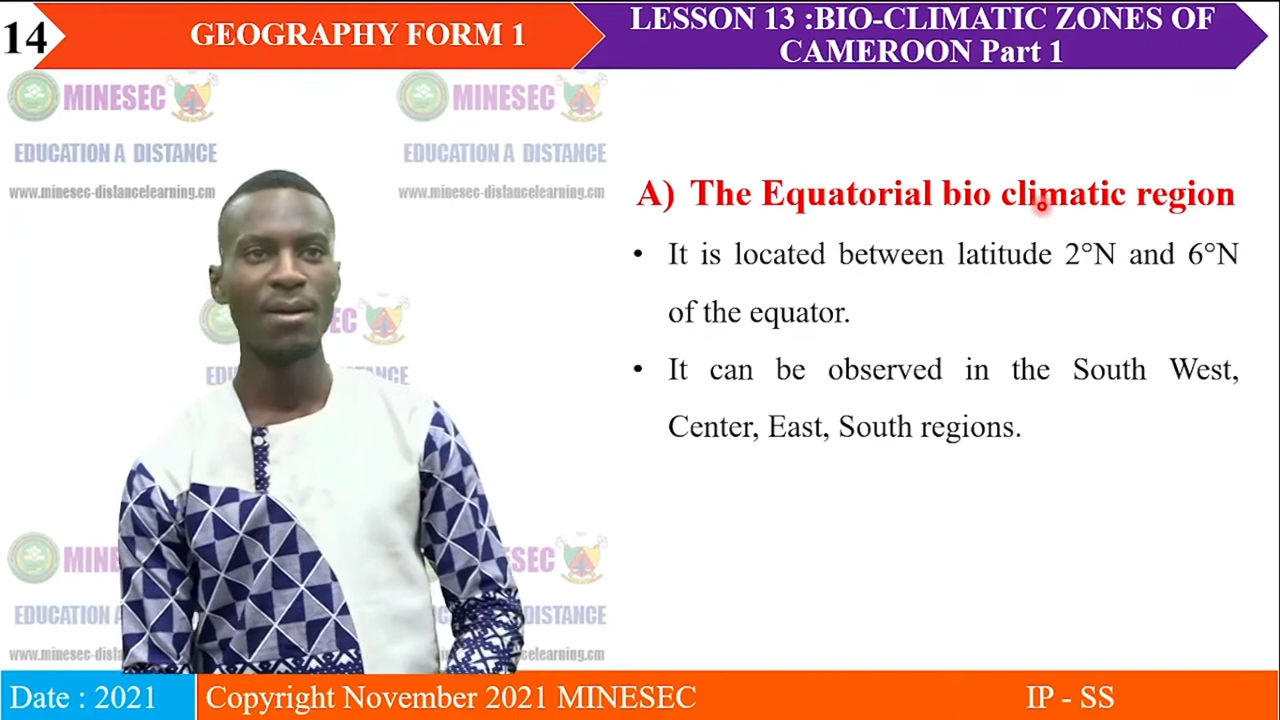 14
GEOGRAPHY FORM 1
LESSON 13 :BIO-CLIMATIC ZONES OF
CAMEROON Part 1
MINESEC
EDUCATION A DISTANCE
www.minesec-distancelearning.cm
MINESEC
EDUCATION A DISTANCE
www.minesec-distancelearning.cm
A) The Equatorial bio climatic region
• It is located between latitude 2°N and 6°N
of the equator.
• It can be observed in the South West,
Center, East, South regions.
Date : 2021
Copyright November 2021 MINESEC
IP - SS